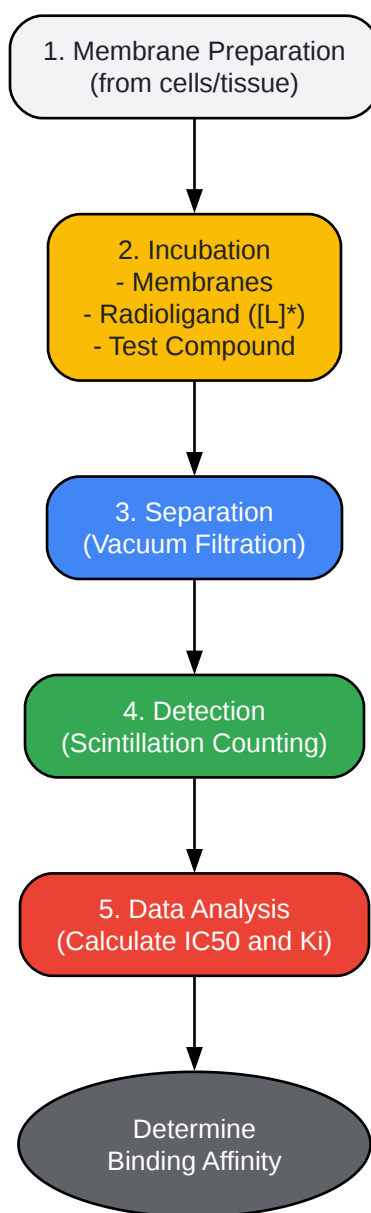 1. Membrane Preparation
(from cells/tissue)
2. Incubation
- Membranes
- Radioligand ([L]*)
- Test Compound
3. Separation
(Vacuum Filtration)
4. Detection
(Scintillation Counting)
5. Data Analysis
(Calculate IC50 and Ki)
Determine
Binding Affinity